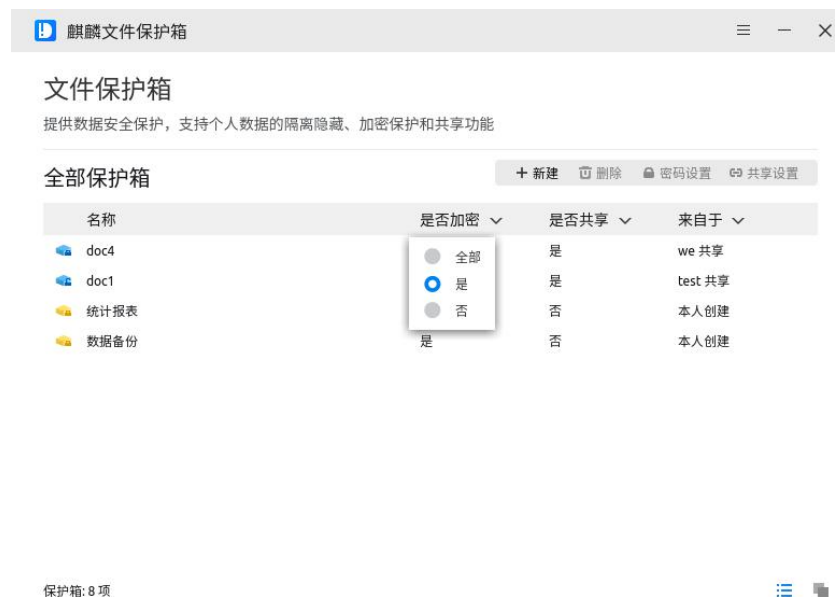 麒麟文件保护箱
文件保护箱
提供数据安全保护，支持个人数据的隔离隐藏、加密保护和共享功能
全部保护箱 新建 删除 密码设置 共享设置
名称 是否加密 是否共享 来自于
doc4 全部 是 we 共享
doc1 是 是 test 共享
统计报表 否 否 本人创建
数据备份 是 否 本人创建
保护箱: 8 项